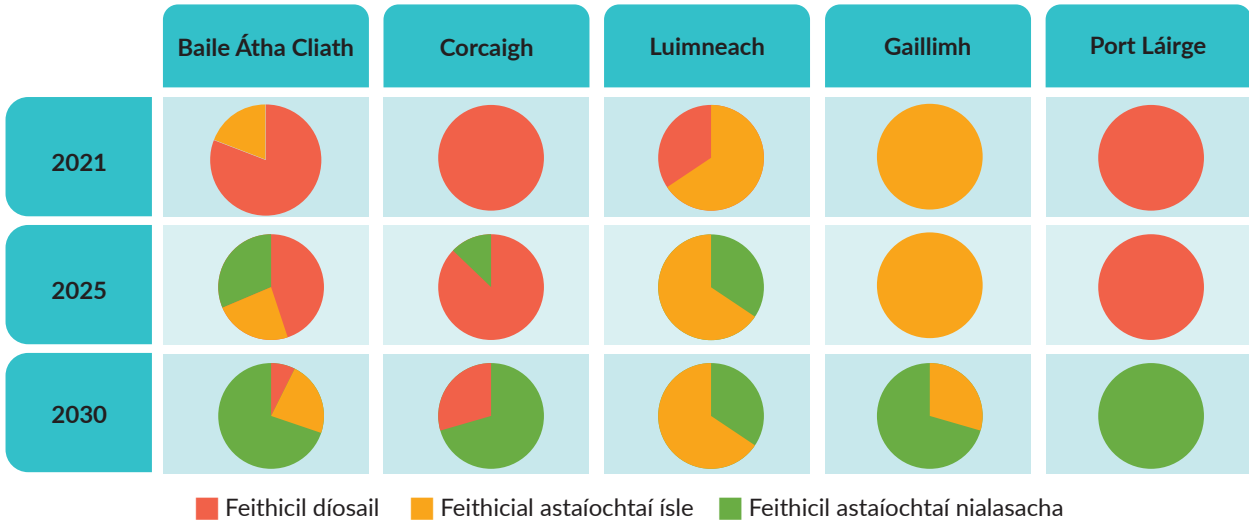 Baile Átha Cliath
Corcaigh
Luimneach
Gaillimh
Port Láirge
2021
2025
2030
Feithicil díosail
Feithicial astaíochtaí ísle
Feithicil astaíochtaí nialasacha